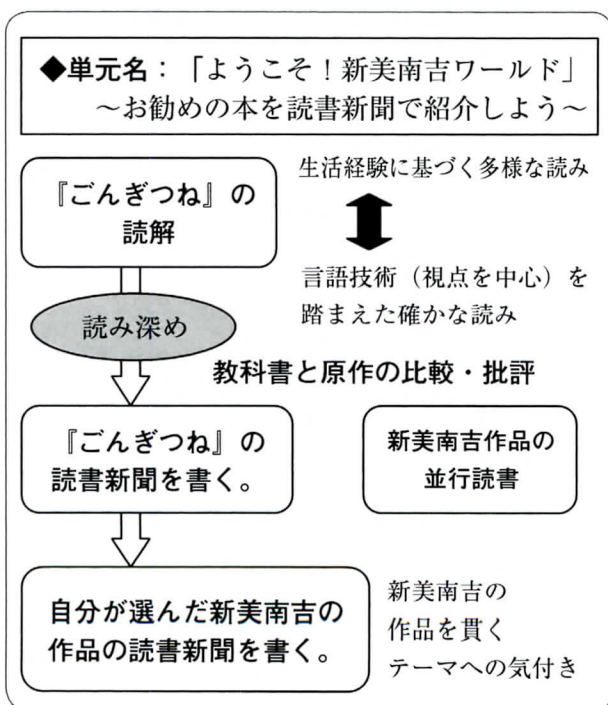 ◆単元名：「ようこそ！新美南吉ワールド」
～お勧めの本を読書新聞で紹介しよう～
『ごんぎつね』の
読解
生活経験に基づく多様な読み
言語技術（視点を中心）を
踏まえた確かな読み
読み深め
教科書と原作の比較・批評
『ごんぎつね』の
読書新聞を書く。
新美南吉作品の
並行読書
自分が選んだ新美南吉の
作品の読書新聞を書く。
新美南吉の
作品を貫く
テーマへの気付き